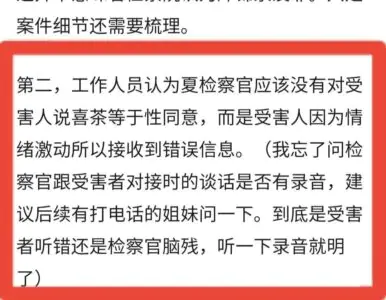 案件细节还需要梳理。
第二，工作人员认为夏检察官应该没有对受
害人说喜茶等于性同意，而是受害人因为情
绪激动所以接收到错误信息。（我忘了问检
察官跟受害者对接时的谈话是否有录音，建
议后续有打电话的姐妹问一下。到底是受害
者听错还是检察官脑残，听一下录音就明
了）